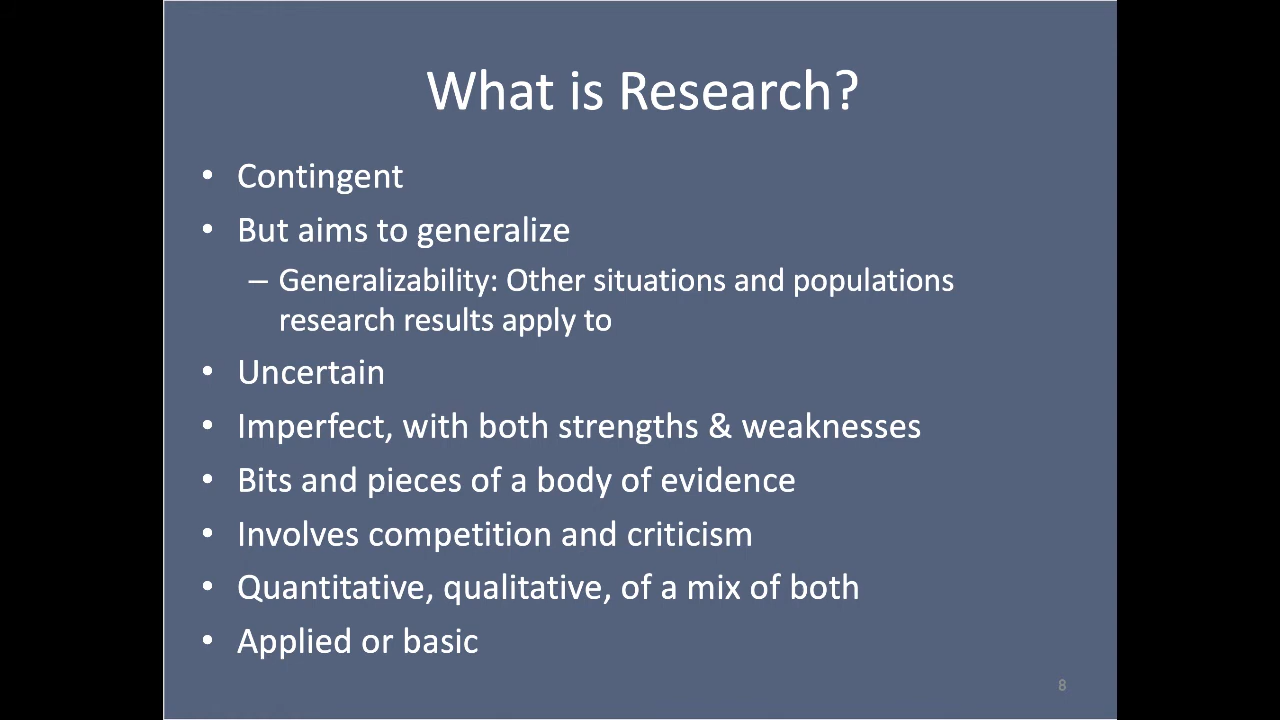 What is Research?
• Contingent
• But aims to generalize
– Generalizability: Other situations and populations
research results apply to
• Uncertain
• Imperfect, with both strengths & weaknesses
• Bits and pieces of a body of evidence
• Involves competition and criticism
• Quantitative, qualitative, of a mix of both
• Applied or basic
8